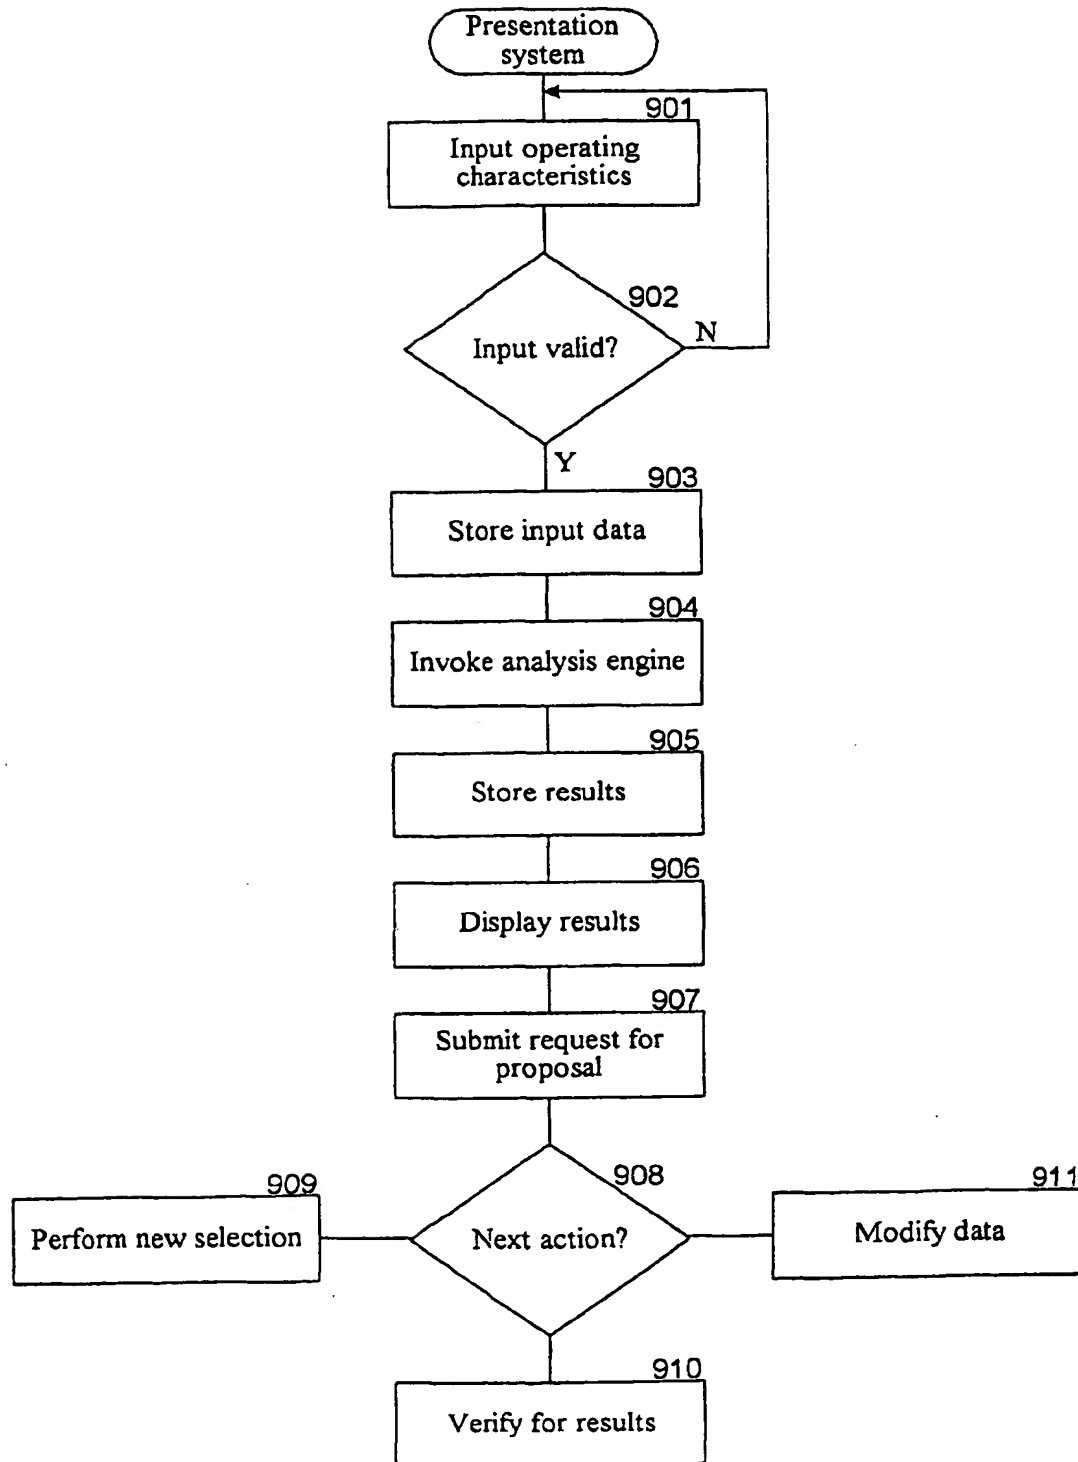 Presentation
system
901
Input operating
characteristics
902
Input valid?
N
Y
903
Store input data
904
Invoke analysis engine
905
Store results
906
Display results
907
Submit request for
proposal
908
Next action?
909
Perform new selection
911
Modify data
910
Verify for results